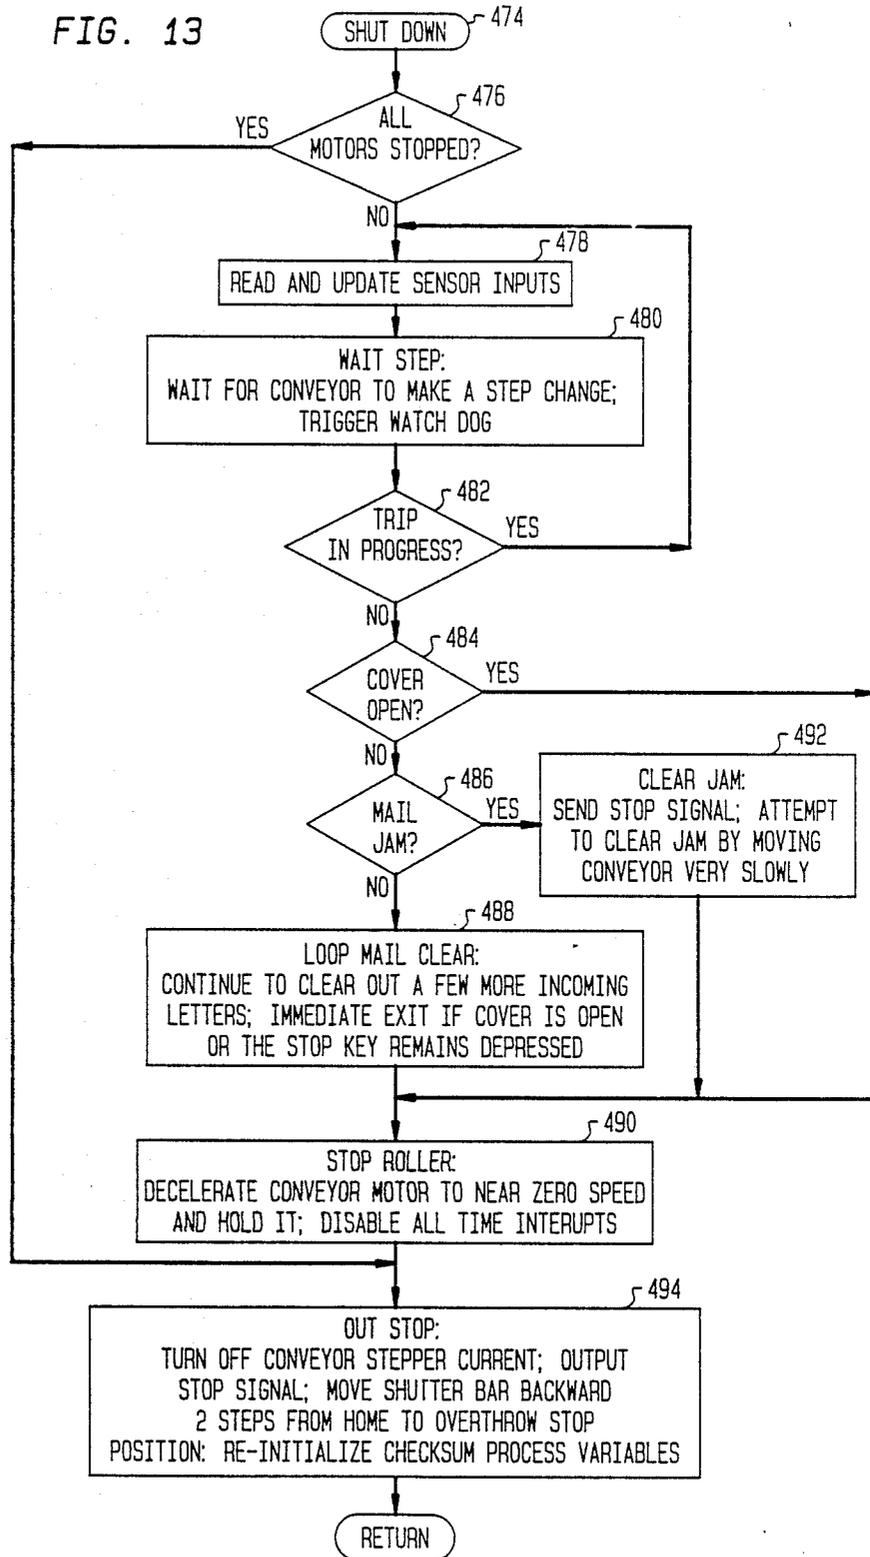 FIG. 13
SHUT DOWN
474
476
ALL
MOTORS STOPPED?
YES
NO
478
READ AND UPDATE SENSOR INPUTS
480
WAIT STEP:
WAIT FOR CONVEYOR TO MAKE A STEP CHANGE;
TRIGGER WATCH DOG
482
TRIP
IN PROGRESS?
YES
NO
484
COVER
OPEN?
YES
NO
486
MAIL
JAM?
YES
492
CLEAR JAM:
SEND STOP SIGNAL; ATTEMPT
TO CLEAR JAM BY MOVING
CONVEYOR VERY SLOWLY
NO
488
LOOP MAIL CLEAR:
CONTINUE TO CLEAR OUT A FEW MORE INCOMING
LETTERS; IMMEDIATE EXIT IF COVER IS OPEN
OR THE STOP KEY REMAINS DEPRESSED
490
STOP ROLLER:
DECELERATE CONVEYOR MOTOR TO NEAR ZERO SPEED
AND HOLD IT; DISABLE ALL TIME INTERUPTS
494
OUT STOP:
TURN OFF CONVEYOR STEPPER CURRENT; OUTPUT
STOP SIGNAL; MOVE SHUTTER BAR BACKWARD
2 STEPS FROM HOME TO OVERTHROW STOP
POSITION: RE-INITIALIZE CHECKSUM PROCESS VARIABLES
RETURN